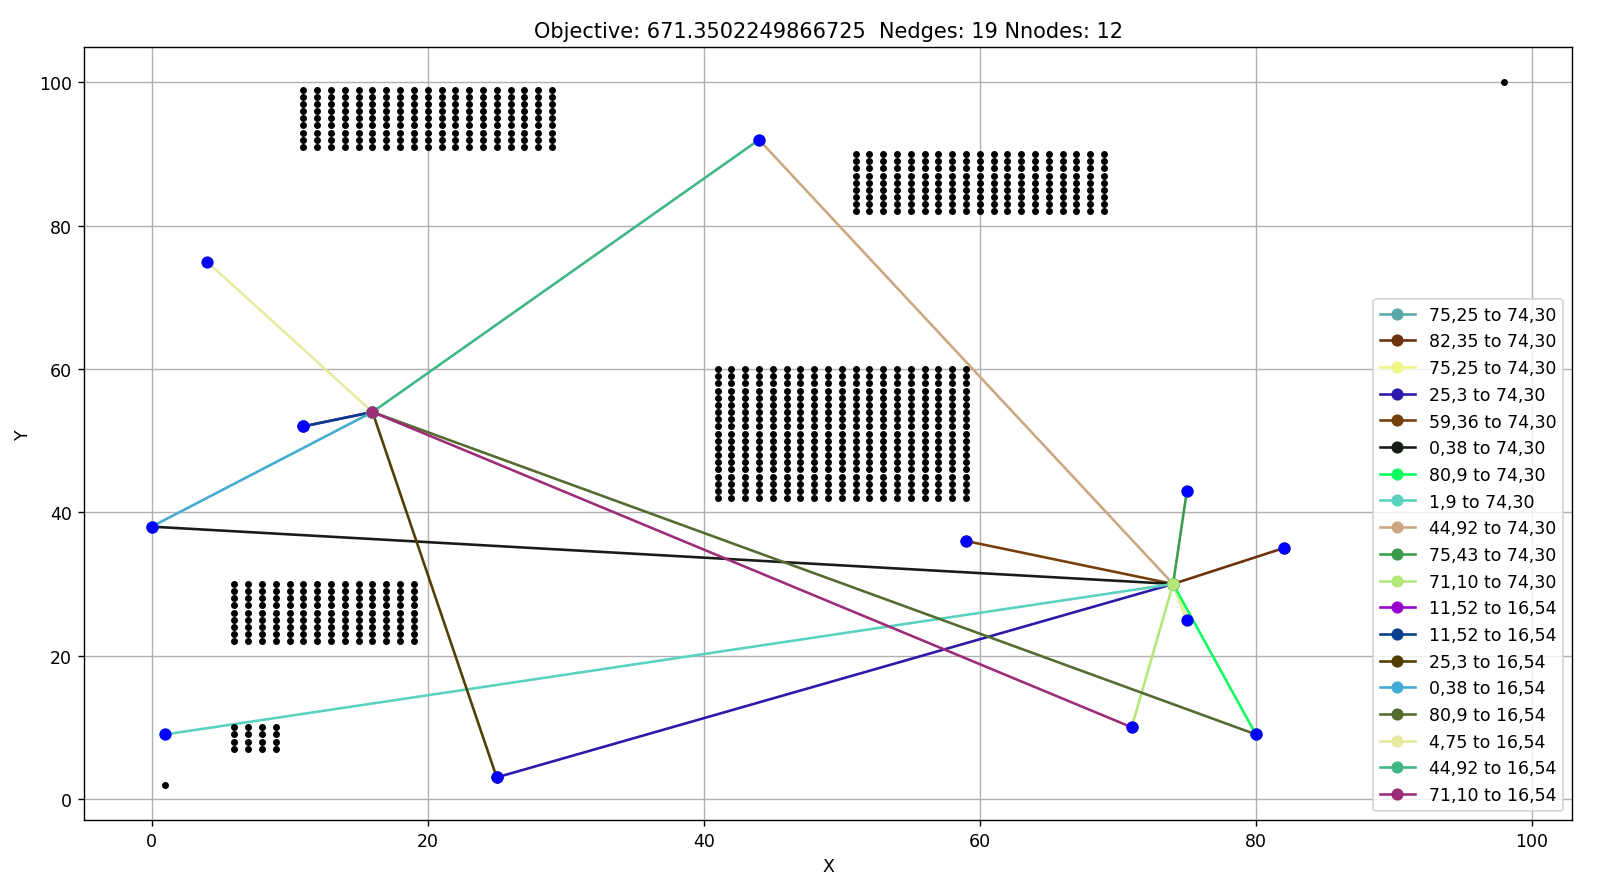 Objective: 671.3502249866725  Nedges: 19 Nnodes: 12
100
80
60
40
20
0
Y
0 20 40 60 80 100
X
75,25 to 74,30
82,35 to 74,30
75,25 to 74,30
25,3 to 74,30
59,36 to 74,30
0,38 to 74,30
80,9 to 74,30
1,9 to 74,30
44,92 to 74,30
75,43 to 74,30
71,10 to 74,30
11,52 to 16,54
11,52 to 16,54
25,3 to 16,54
0,38 to 16,54
80,9 to 16,54
4,75 to 16,54
44,92 to 16,54
71,10 to 16,54